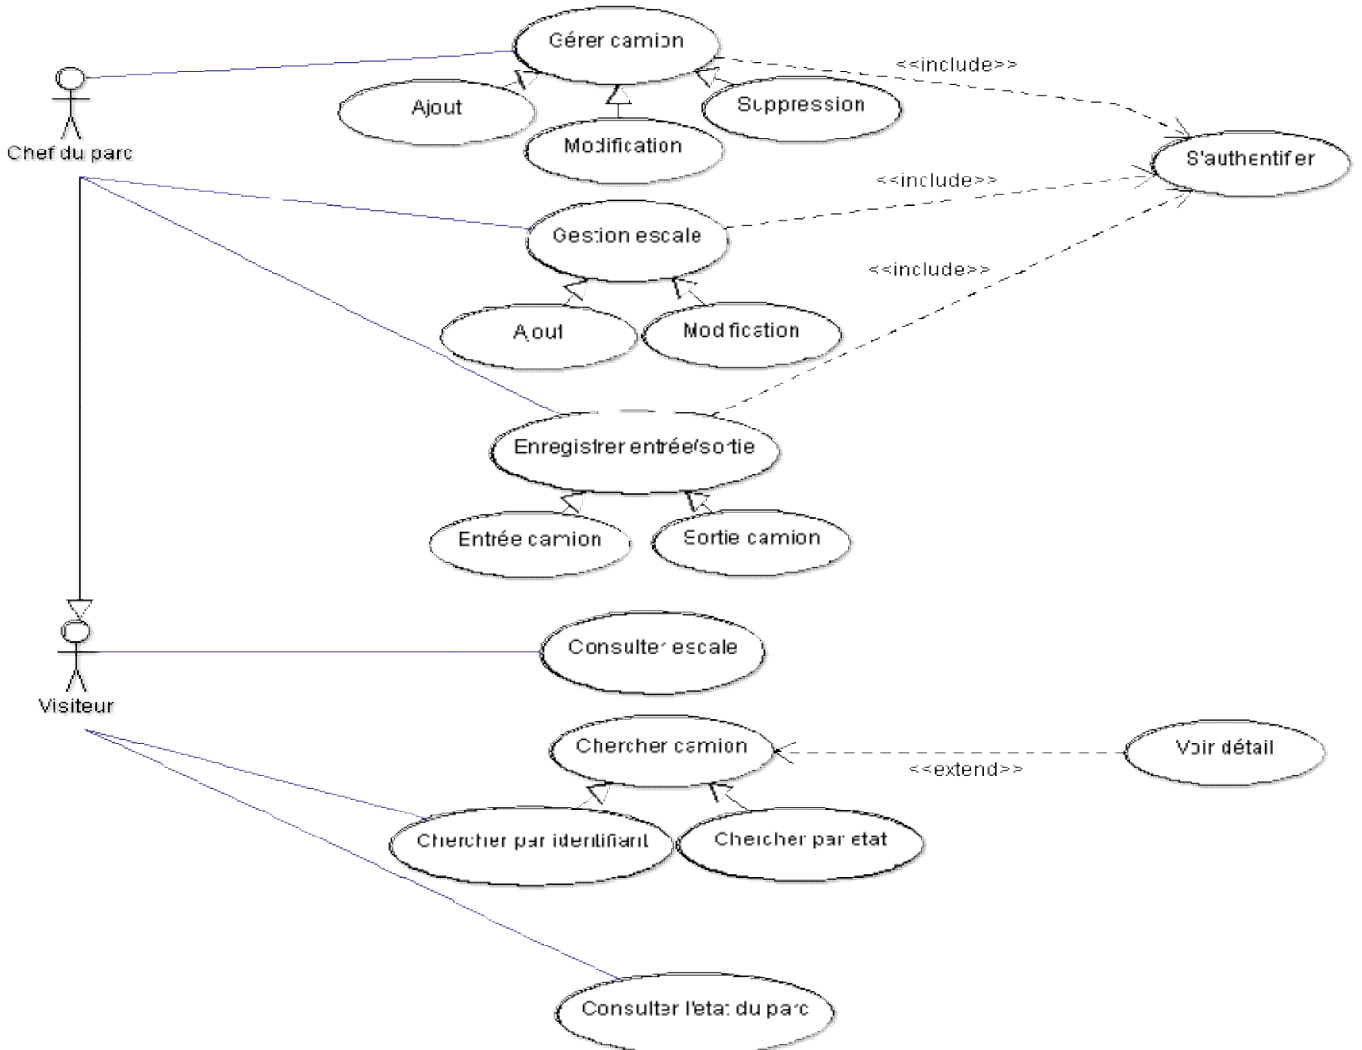 Gérer camion
<<include>>
Ajout
Suppression
Modification
Chef du parc
S'authentifier
<<include>>
Gestion escale
<<include>>
Ajout
Modification
Enregistrer entrée/sortie
Entrée camion
Sortie camion
Consulter escale
Visiteur
Chercher camion
Voir détail
<<extend>>
Chercher par identifiant
Chercher par etat
Consulter l'etat du parc